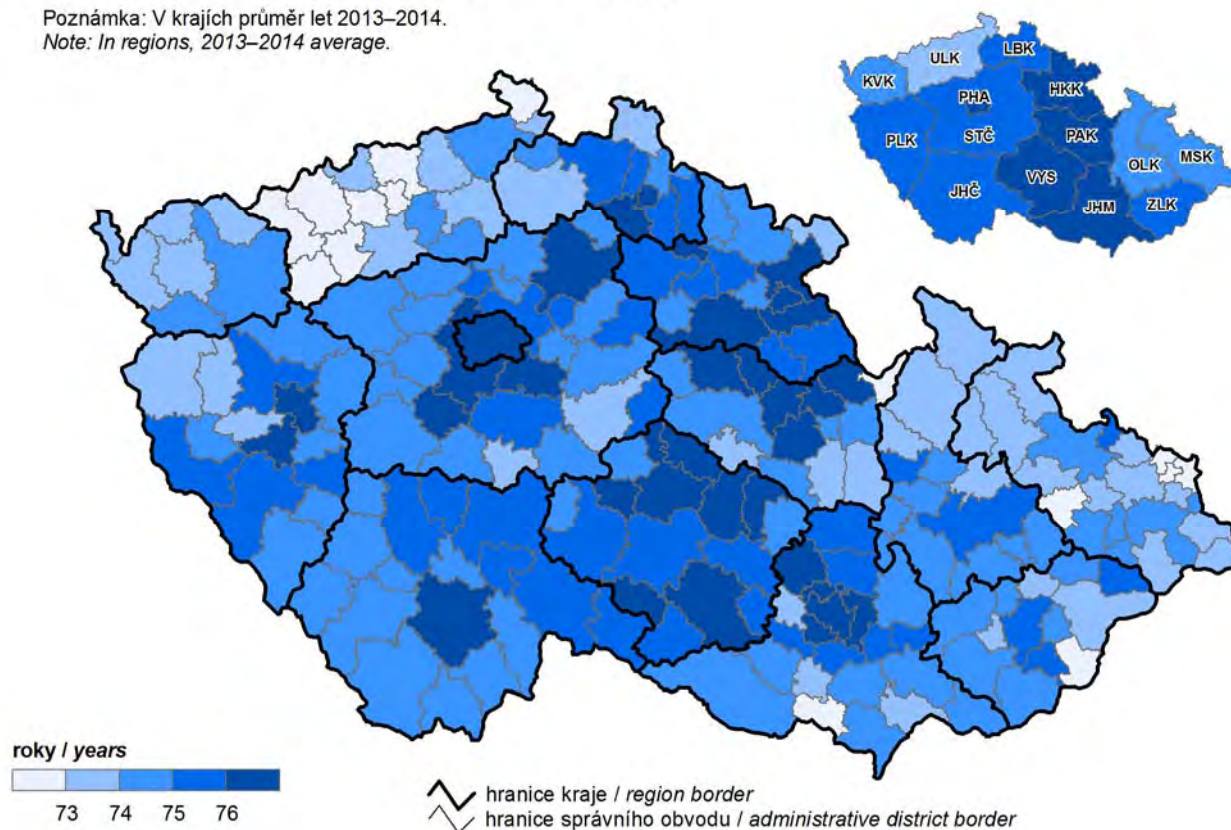 Poznámka: V krajích průměr let 2013–2014.
Note: In regions, 2013–2014 average.
LBK
ULK
KVK
HKK
PHA
STČ
PAK
PLK
OLK
MSK
VYS
JHČ
ZLK
JHM
roky / years
73 74 75 76
hranice kraje / region border
hranice správního obvodu / administrative district border